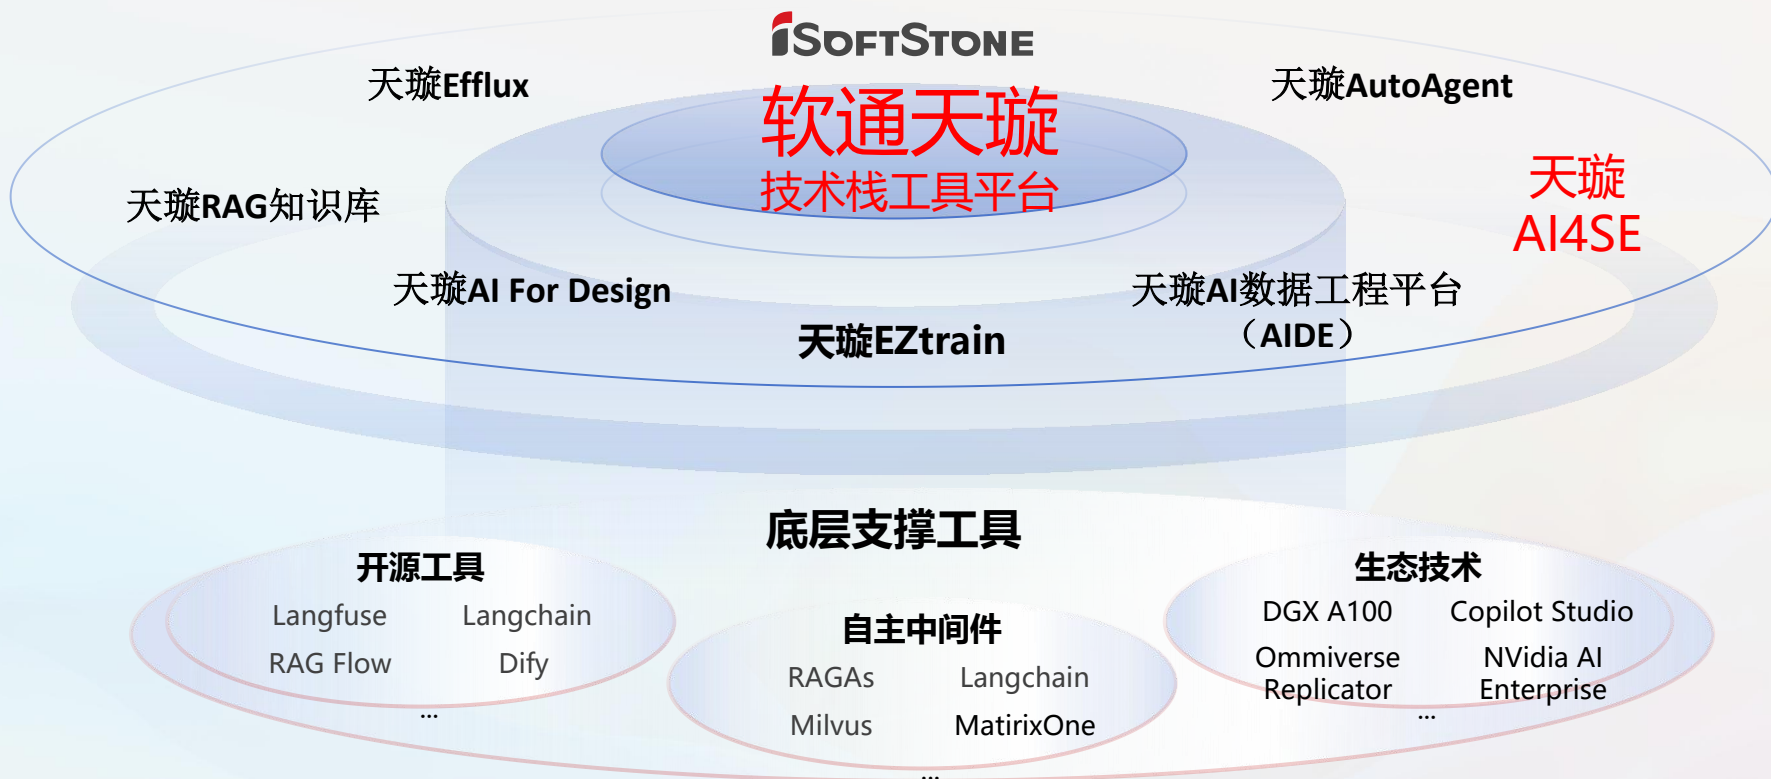 iSOFTSTONE
天璇Efflux
软通天璇
天璇AutoAgent
技术栈工具平台
天璇RAG知识库
天璇
AI4SE
天璇AI For Design
天璇EZtrain
天璇AI数据工程平台
（AIDE）
底层支撑工具
开源工具
Langfuse Langchain
RAG Flow Dify
...
自主中间件
RAGAs Langchain
Milvus MatirixOne
...
生态技术
DGX A100 Copilot Studio
Ommiverse NVidia AI
Replicator Enterprise
...